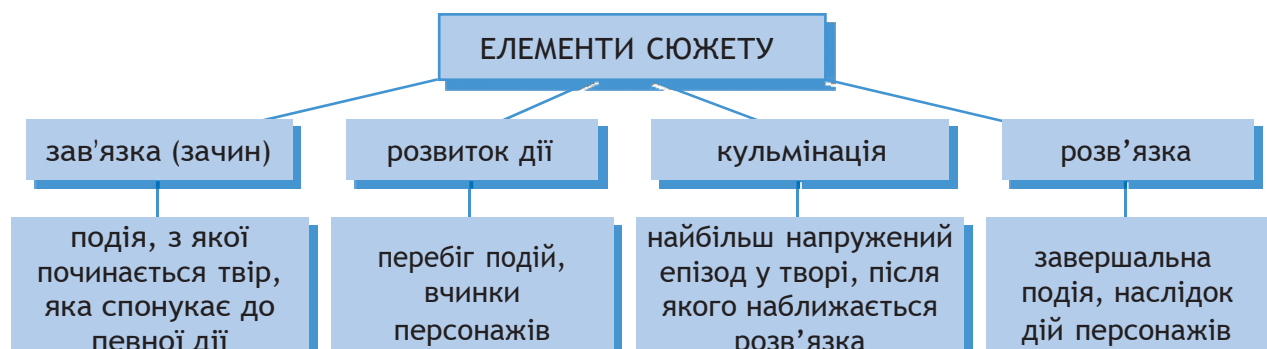 ЕЛЕМЕНТИ СЮЖЕТУ
зав'язка (зачин)
розвиток дії
кульмінація
розв’язка
подія, з якої
починається твір,
яка спонукає до
певної дії
перебіг подій,
вчинки
персонажів
найбільш напружений
епізод у творі, після
якого наближається
розв’язка
завершальна
подія, наслідок
дій персонажів